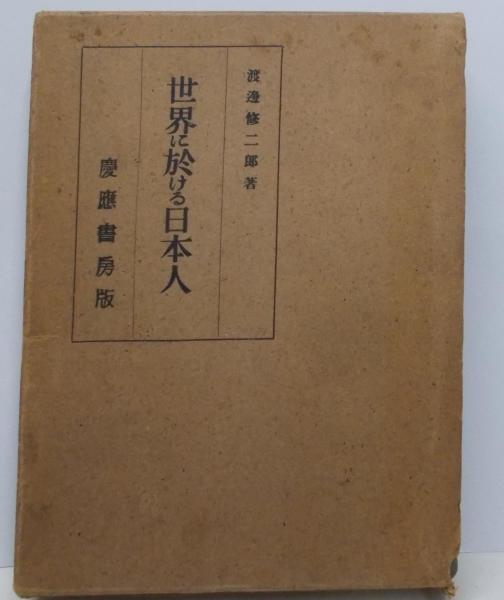 渡邊修二郎著
世界に於ける日本人
慶應書房版